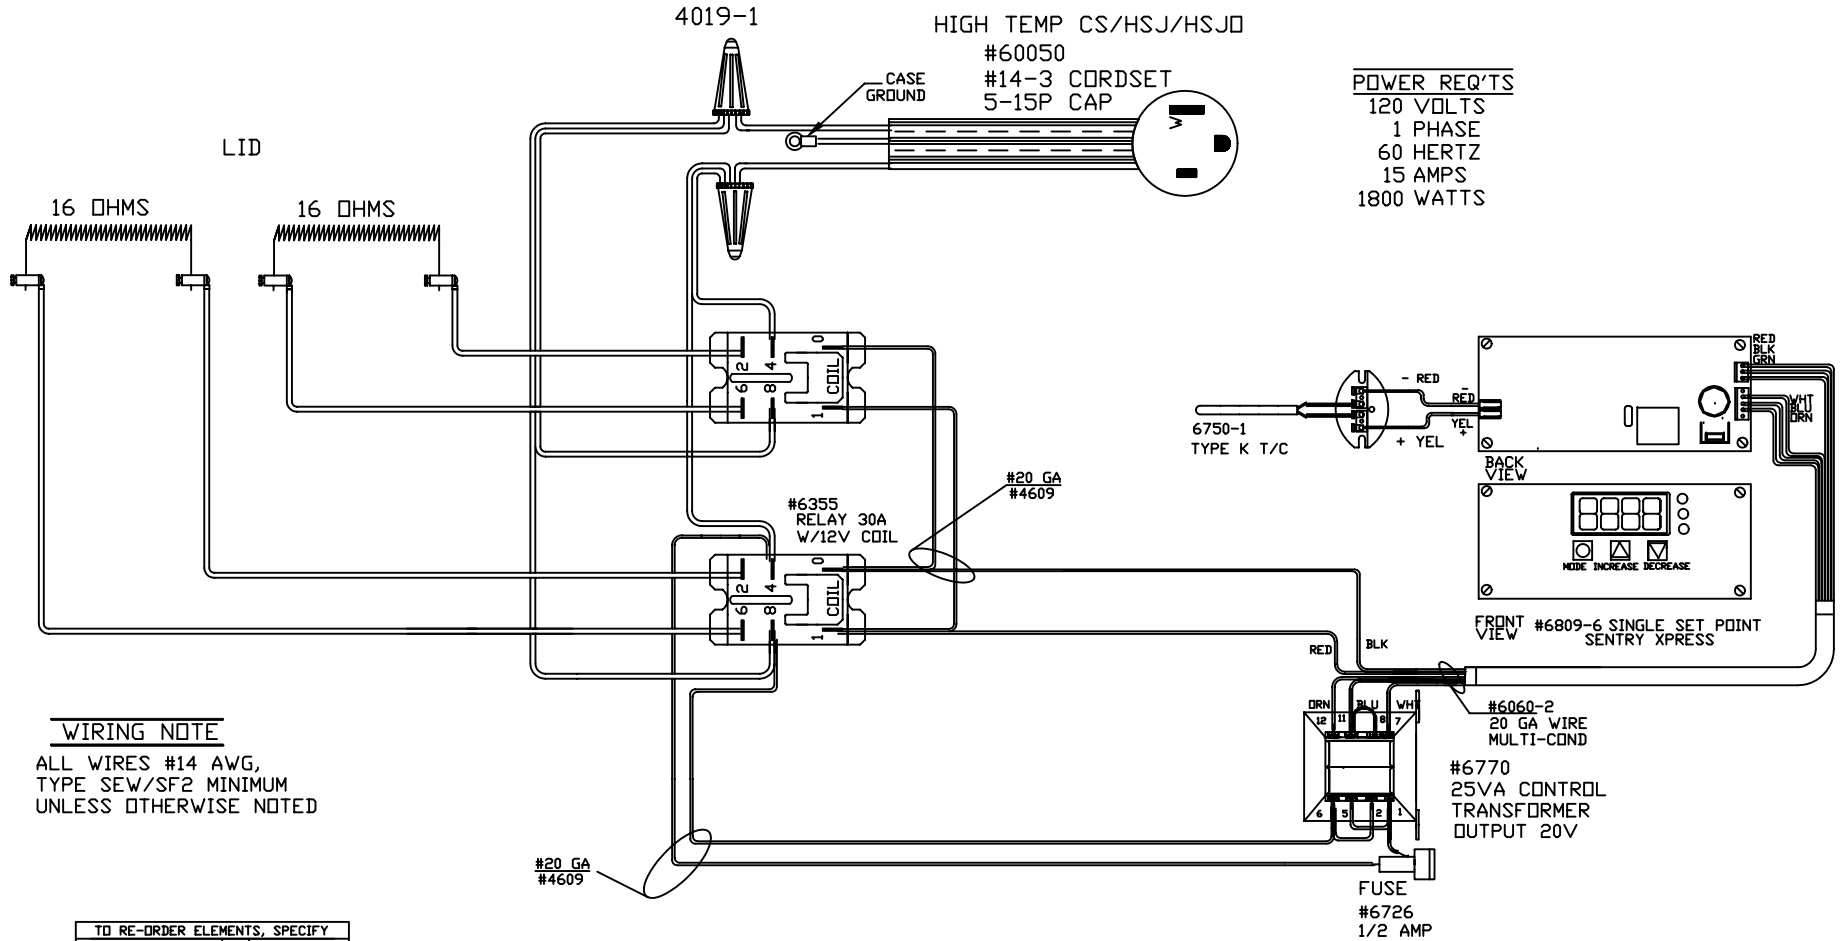 4019-1
HIGH TEMP CS/HSJ/HSJO
#60050
#14-3 CORDSET
5-15P CAP
CASE
GROUND
W
POWER REQ'TS
120 VOLTS
1 PHASE
60 HERTZ
15 AMPS
1800 WATTS
LID
16 OHMS
16 OHMS
2 4
6 8
0
COIL
1
RED
BLK
GRN
WHT
BLU
ORN
- RED
-
RED
YEL
+
+ YEL
6750-1
TYPE K T/C
BACK
VIEW
#20 GA
#4609
#6355
RELAY 30A
W/12V COIL
2 4
6 8
0
COIL
1
MODE INCREASE DECREASE
FRONT
VIEW
#6809-6 SINGLE SET POINT
SENTRY XPRESS
RED
BLK
ORN BLU WHT
12 11 8 7
6 5 2 1
#6060-2
20 GA WIRE
MULTI-COND
#6770
25VA CONTROL
TRANSFORMER
OUTPUT 20V
WIRING NOTE
ALL WIRES #14 AWG,
TYPE SEW/SF2 MINIMUM
UNLESS OTHERWISE NOTED
#20 GA
#4609
FUSE
#6726
1/2 AMP
TO RE-ORDER ELEMENTS, SPECIFY